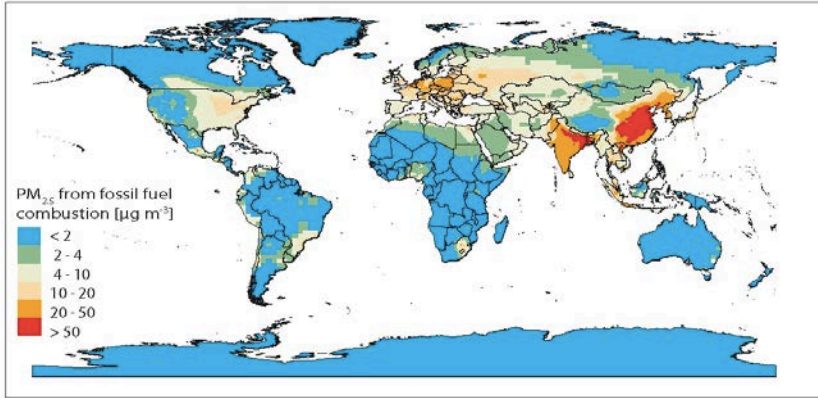 PM2.5 from fossil fuel
combustion [µg m-3]
< 2
2 - 4
4 - 10
10 - 20
20 - 50
> 50